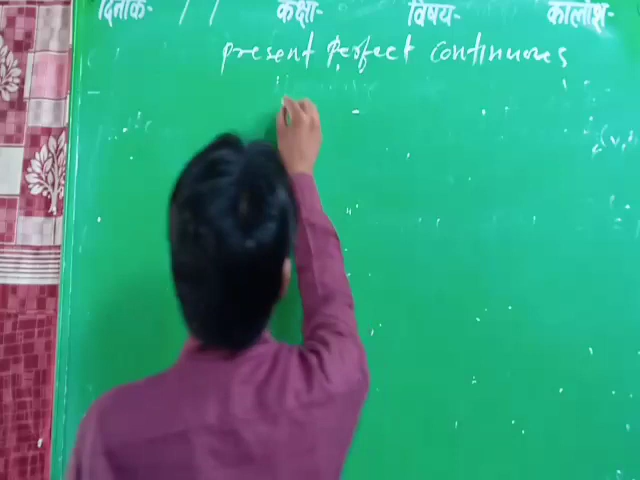 दिनांक- / / कक्षा- विषय- कालांश-
present perfect continuous